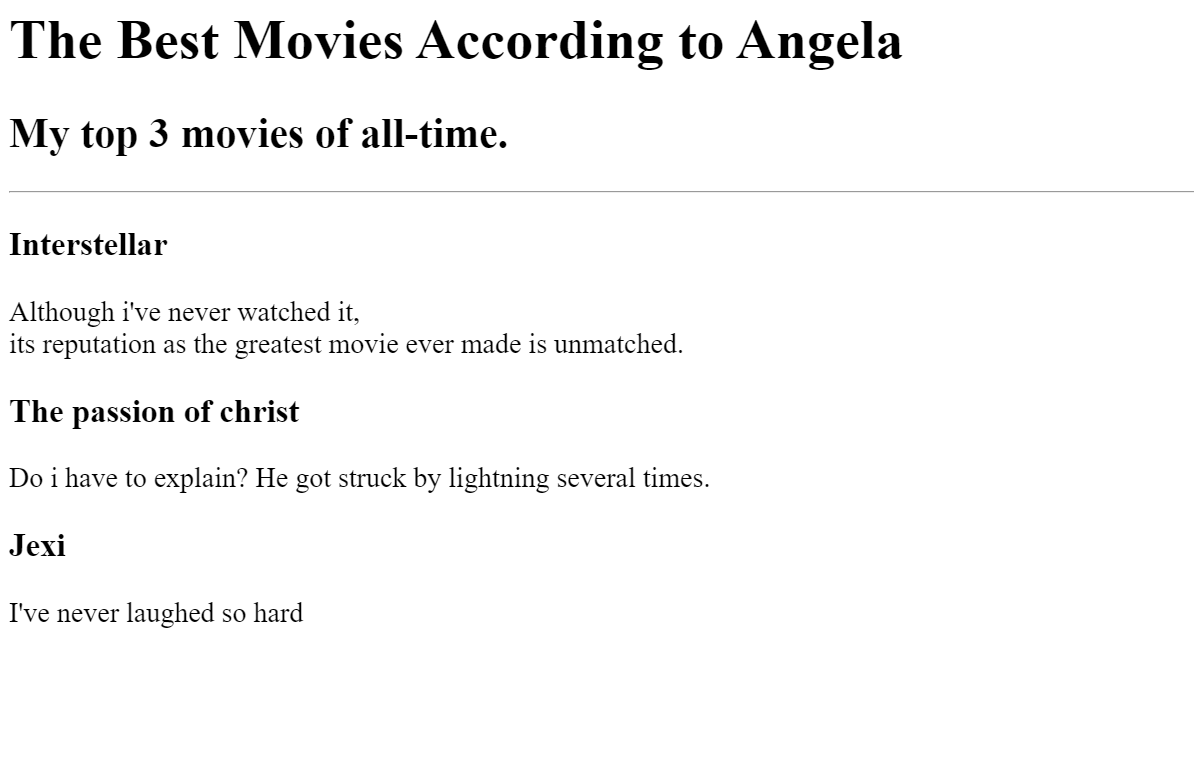 The Best Movies According to Angela
My top 3 movies of all-time.
Interstellar
Although i've never watched it,
its reputation as the greatest movie ever made is unmatched.
The passion of christ
Do i have to explain? He got struck by lightning several times.
Jexi
I've never laughed so hard